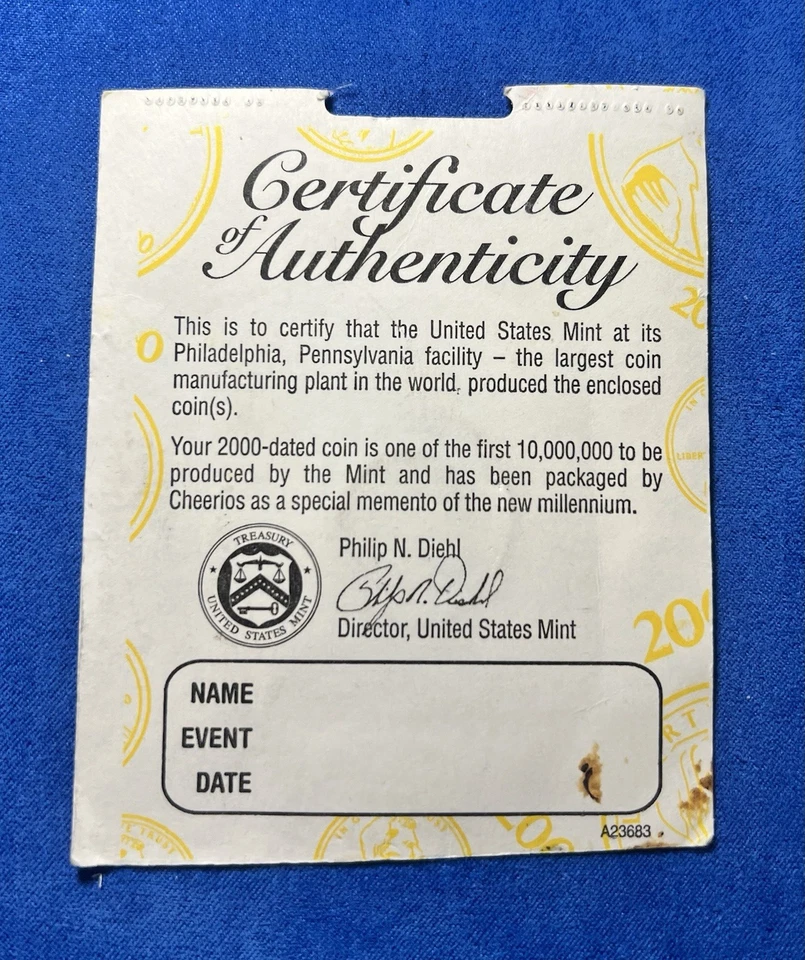 Certificate
of Authenticity
This is to certify that the United States Mint at its
Philadelphia, Pennsylvania facility – the largest coin
manufacturing plant in the world, produced the enclosed
coin(s).
Your 2000-dated coin is one of the first 10,000,000 to be
produced by the Mint and has been packaged by
Cheerios as a special memento of the new millennium.
TREASURY
UNITED STATES MINT
Philip N. Diehl
Philip N. Diehl
Director, United States Mint
NAME
EVENT
DATE
A23683